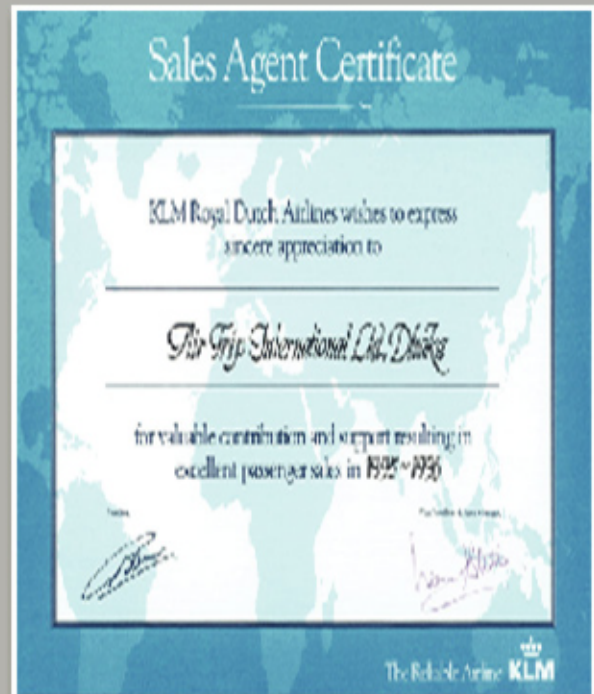 Sales Agent Certificate
KLM Royal Dutch Airlines wishes to express
sincere appreciation to
Air Trip International Ltd, Dhaka
for valuable contribution and support resulting in
excellent passenger sales in 1995~1996
The Reliable Airline KLM